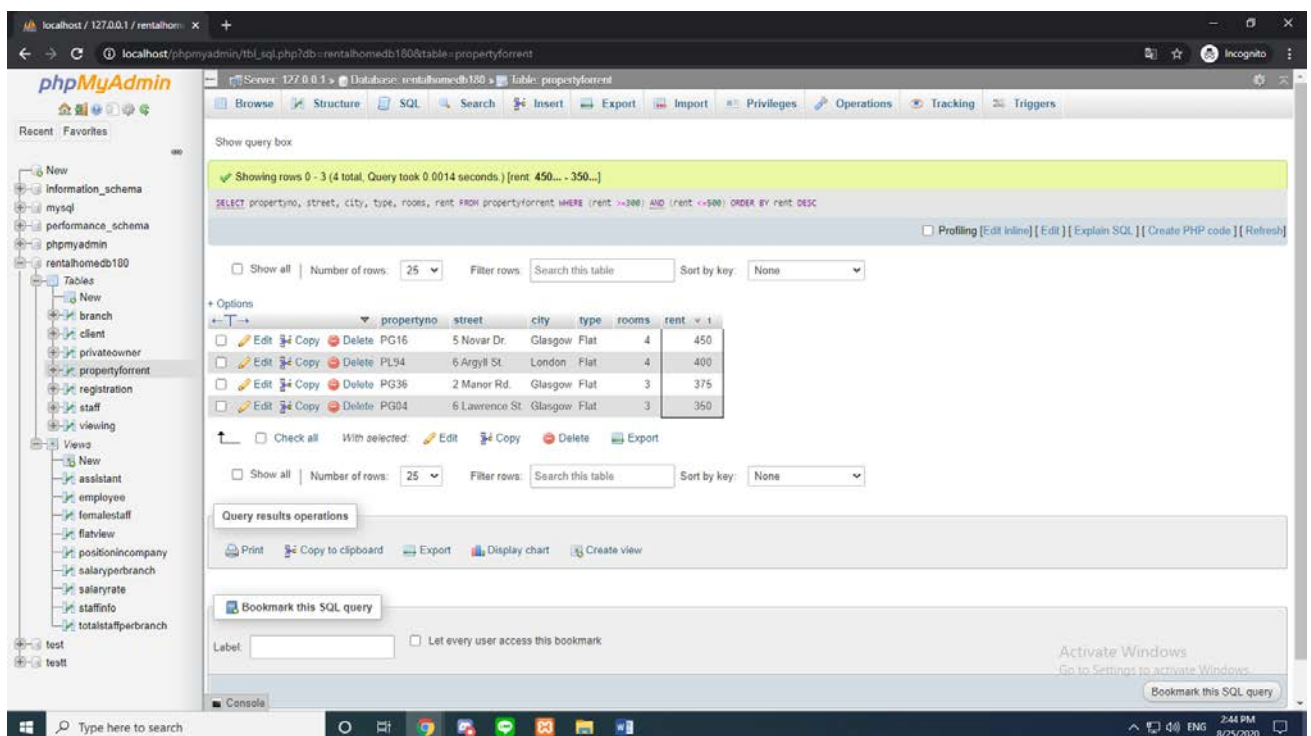 localhost / 127.0.0.1 / rentalhom
localhost/phpmyadmin/tbl_sql.php?db=rentalhomedb180&table=propertyforrent
Incognito
phpMyAdmin
Recent Favorites
New
information_schema
mysql
performance_schema
phpmyadmin
rentalhomedb180
Tables
New
branch
client
privateowner
propertyforrent
registration
staff
viewing
Views
New
assistant
employee
femalestaff
flatview
positionincompany
salaryperbranch
salaryrate
staffinfo
totalstaffperbranch
test
testt
Server: 127.0.0.1 » Database: rentalhomedb180 » Table: propertyforrent
Browse Structure SQL Search Insert Export Import Privileges Operations Tracking Triggers
Show query box
Showing rows 0 - 3 (4 total, Query took 0.0014 seconds.) [rent: 450... - 350...]
SELECT propertyno, street, city, type, rooms, rent FROM propertyforrent WHERE (rent >=300) AND (rent <=500) ORDER BY rent DESC
Profiling [Edit inline] [ Edit ] [ Explain SQL ] [ Create PHP code ] [ Refresh]
Show all | Number of rows: 25 Filter rows: Search this table Sort by key: None
+ Options
←T→ propertyno street city type rooms rent 1
Edit Copy Delete PG16 5 Novar Dr. Glasgow Flat 4 450
Edit Copy Delete PL94 6 Argyll St. London Flat 4 400
Edit Copy Delete PG36 2 Manor Rd. Glasgow Flat 3 375
Edit Copy Delete PG04 6 Lawrence St. Glasgow Flat 3 350
Check all With selected: Edit Copy Delete Export
Show all | Number of rows: 25 Filter rows: Search this table Sort by key: None
Query results operations
Print Copy to clipboard Export Display chart Create view
Bookmark this SQL query
Label: Let every user access this bookmark
Activate Windows
Go to Settings to activate Windows.
Bookmark this SQL query
Console
Type here to search
ENG 2:44 PM
8/25/2020